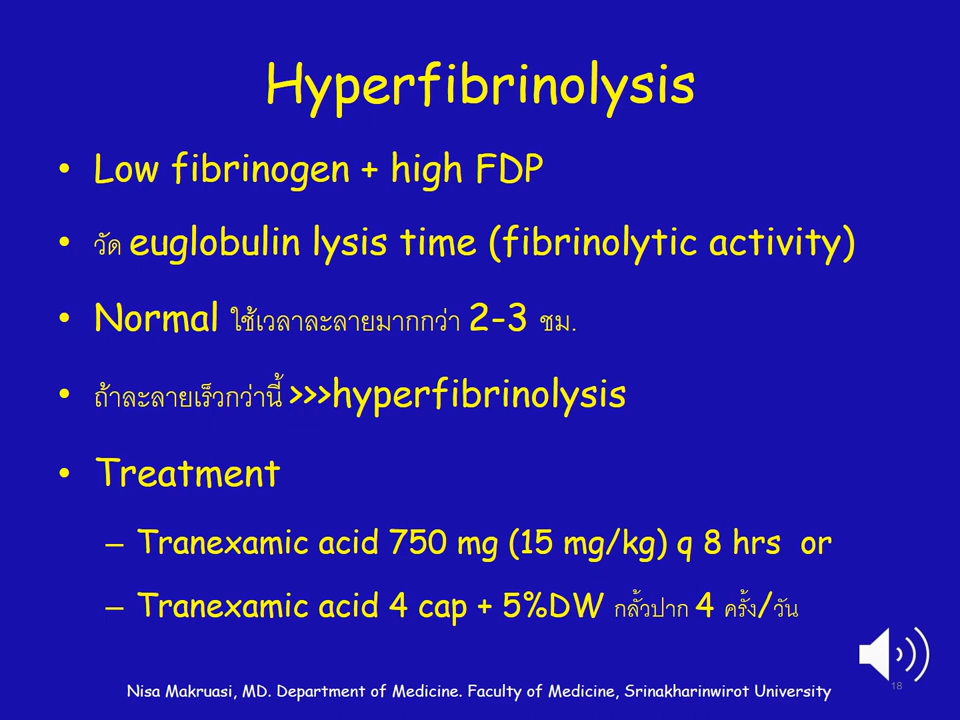 Hyperfibrinolysis
• Low fibrinogen + high FDP
• วัด euglobulin lysis time (fibrinolytic activity)
• Normal ใช้เวลาละลายมากกว่า 2-3 ชม.
• ถ้าละลายเร็วกว่านี้ >>>hyperfibrinolysis
• Treatment
– Tranexamic acid 750 mg (15 mg/kg) q 8 hrs or
– Tranexamic acid 4 cap + 5%DW กลั้วปาก 4 ครั้ง/วัน
Nisa Makruasi, MD. Department of Medicine. Faculty of Medicine, Srinakharinwirot University
18